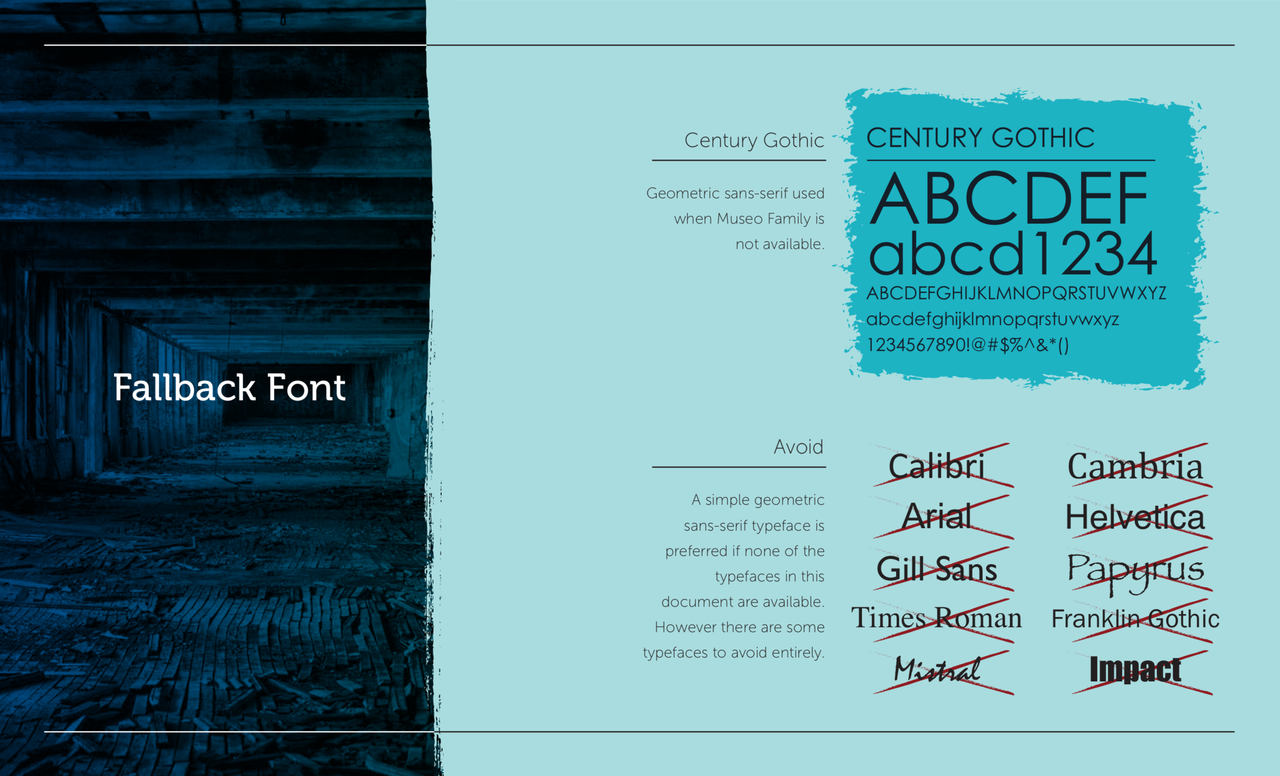 Fallback Font
Century Gothic
Geometric sans-serif used
when Museo Family is
not available.
CENTURY GOTHIC
ABCDEF
abcd1234
ABCDEFGHIJKLMNOPQRSTUVWXYZ
abcdefghijklmnopqrstuvwxyz
1234567890!@#$%^&*()
Avoid
A simple geometric
sans-serif typeface is
preferred if none of the
typefaces in this
document are available.
However there are some
typefaces to avoid entirely.
Calibri Cambria
Arial Helvetica
Gill Sans Papyrus
Times Roman Franklin Gothic
Mistral Impact